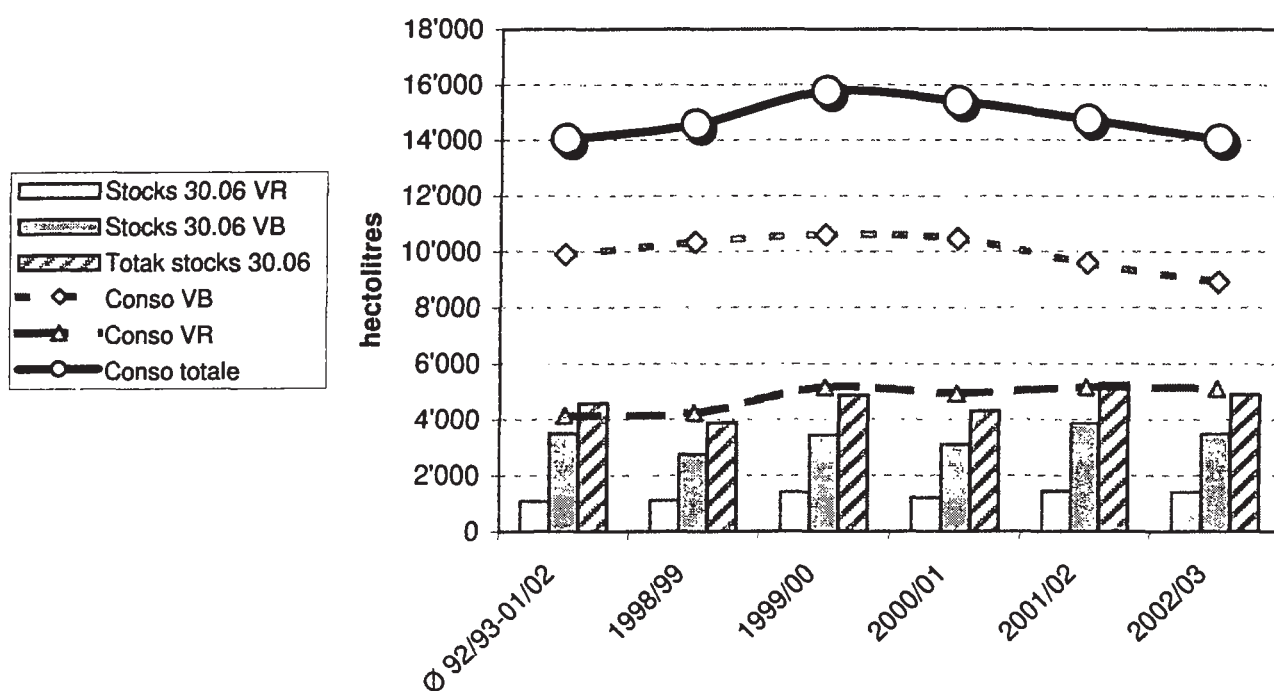 Stocks 30.06 VR
Stocks 30.06 VB
Totak stocks 30.06
Conso VB
Conso VR
Conso totale
hectolitres
18'000
16'000
14'000
12'000
10'000
8'000
6'000
4'000
2'000
0
Ø 92/93-01/02
1998/99
1999/00
2000/01
2001/02
2002/03